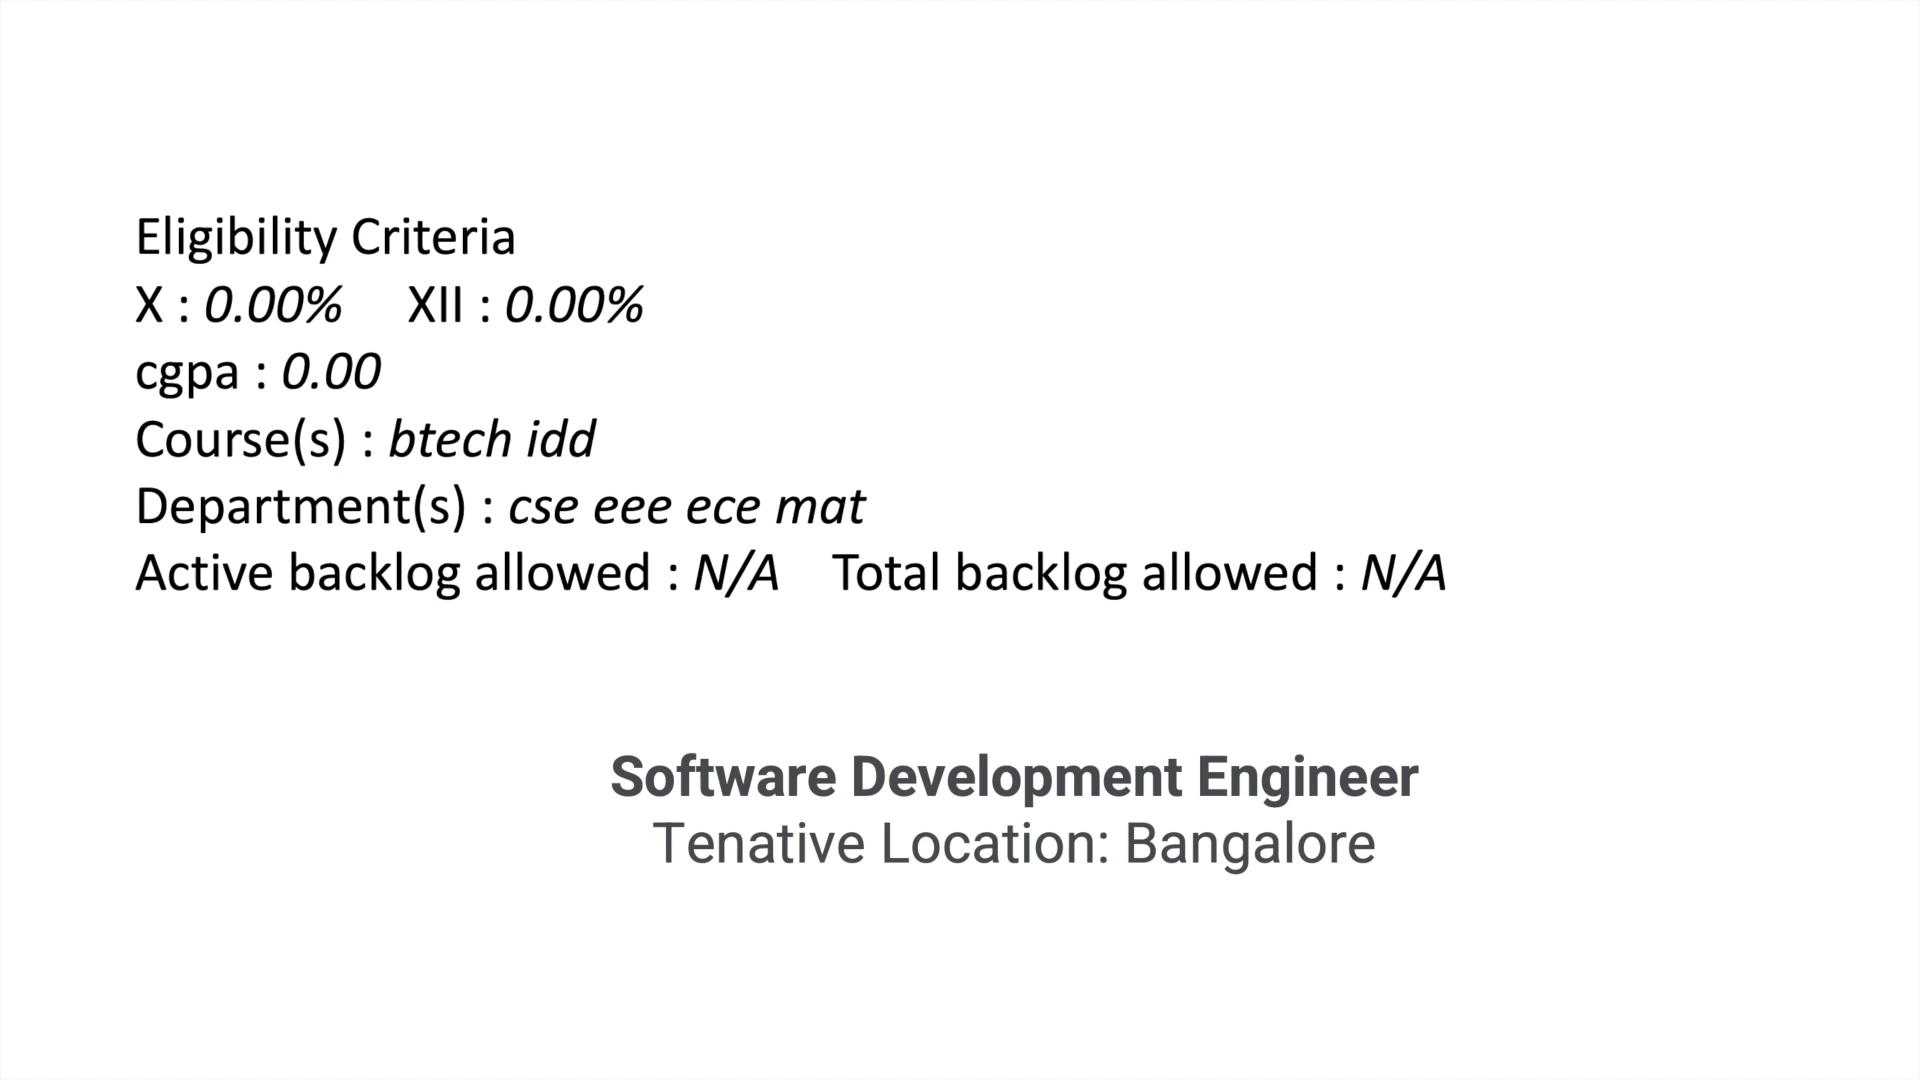 Eligibility Criteria
X : 0.00% XII : 0.00%
cgpa : 0.00
Course(s) : btech idd
Department(s) : cse eee ece mat
Active backlog allowed : N/A Total backlog allowed : N/A
Software Development Engineer
Tenative Location: Bangalore